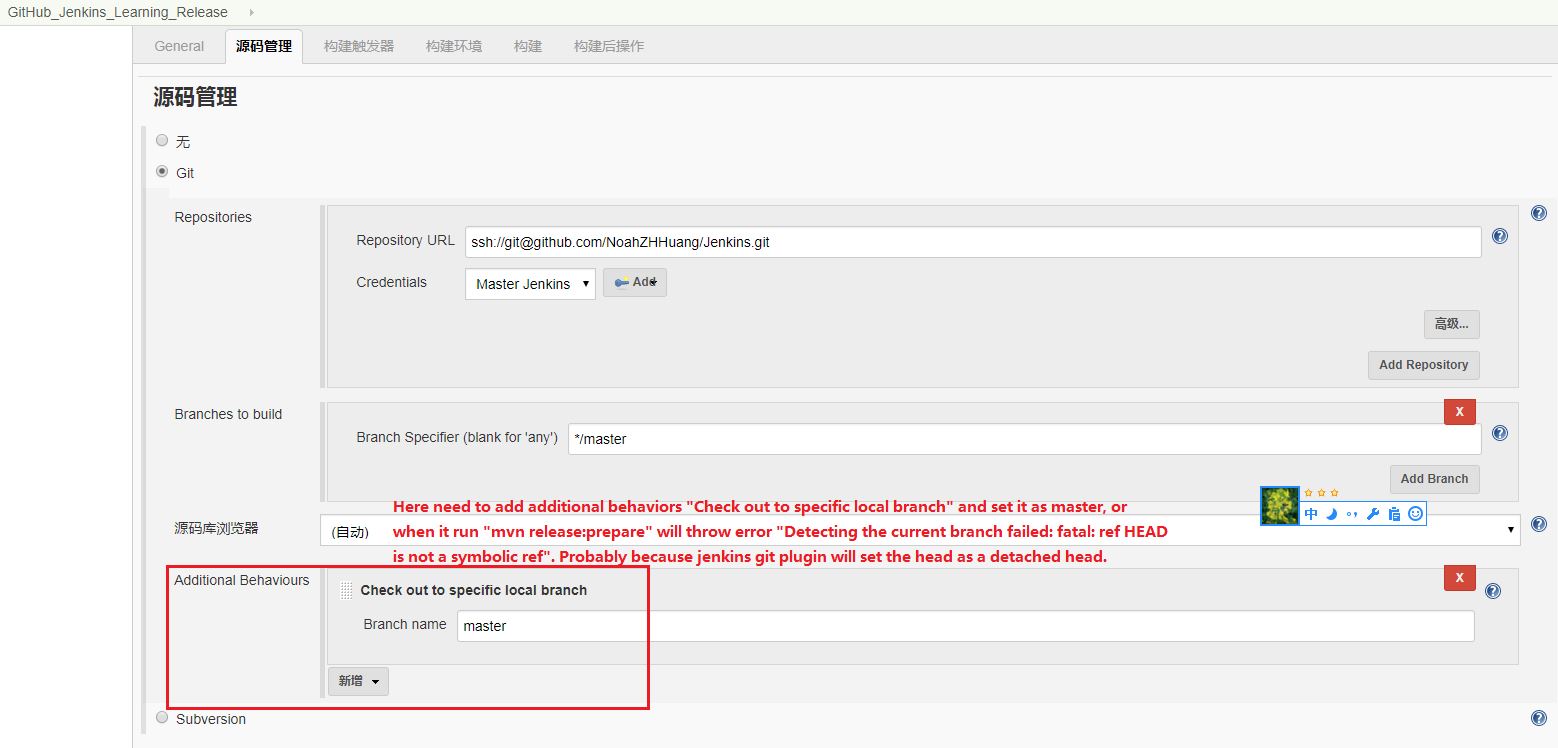 GitHub_Jenkins_Learning_Release
General 源码管理 构建触发器 构建环境 构建 构建后操作
源码管理
无
Git
Repositories
Repository URL ssh://git@github.com/NoahZHHuang/Jenkins.git
Credentials Master Jenkins Add
高级...
Add Repository
Branches to build
X
Branch Specifier (blank for 'any') */master
Add Branch
Here need to add additional behaviors "Check out to specific local branch" and set it as master, or
中
源码库浏览器 (自动) when it run "mvn release:prepare" will throw error "Detecting the current branch failed: fatal: ref HEAD
is not a symbolic ref". Probably because jenkins git plugin will set the head as a detached head.
Additional Behaviours
X
Check out to specific local branch
Branch name master
新增
Subversion